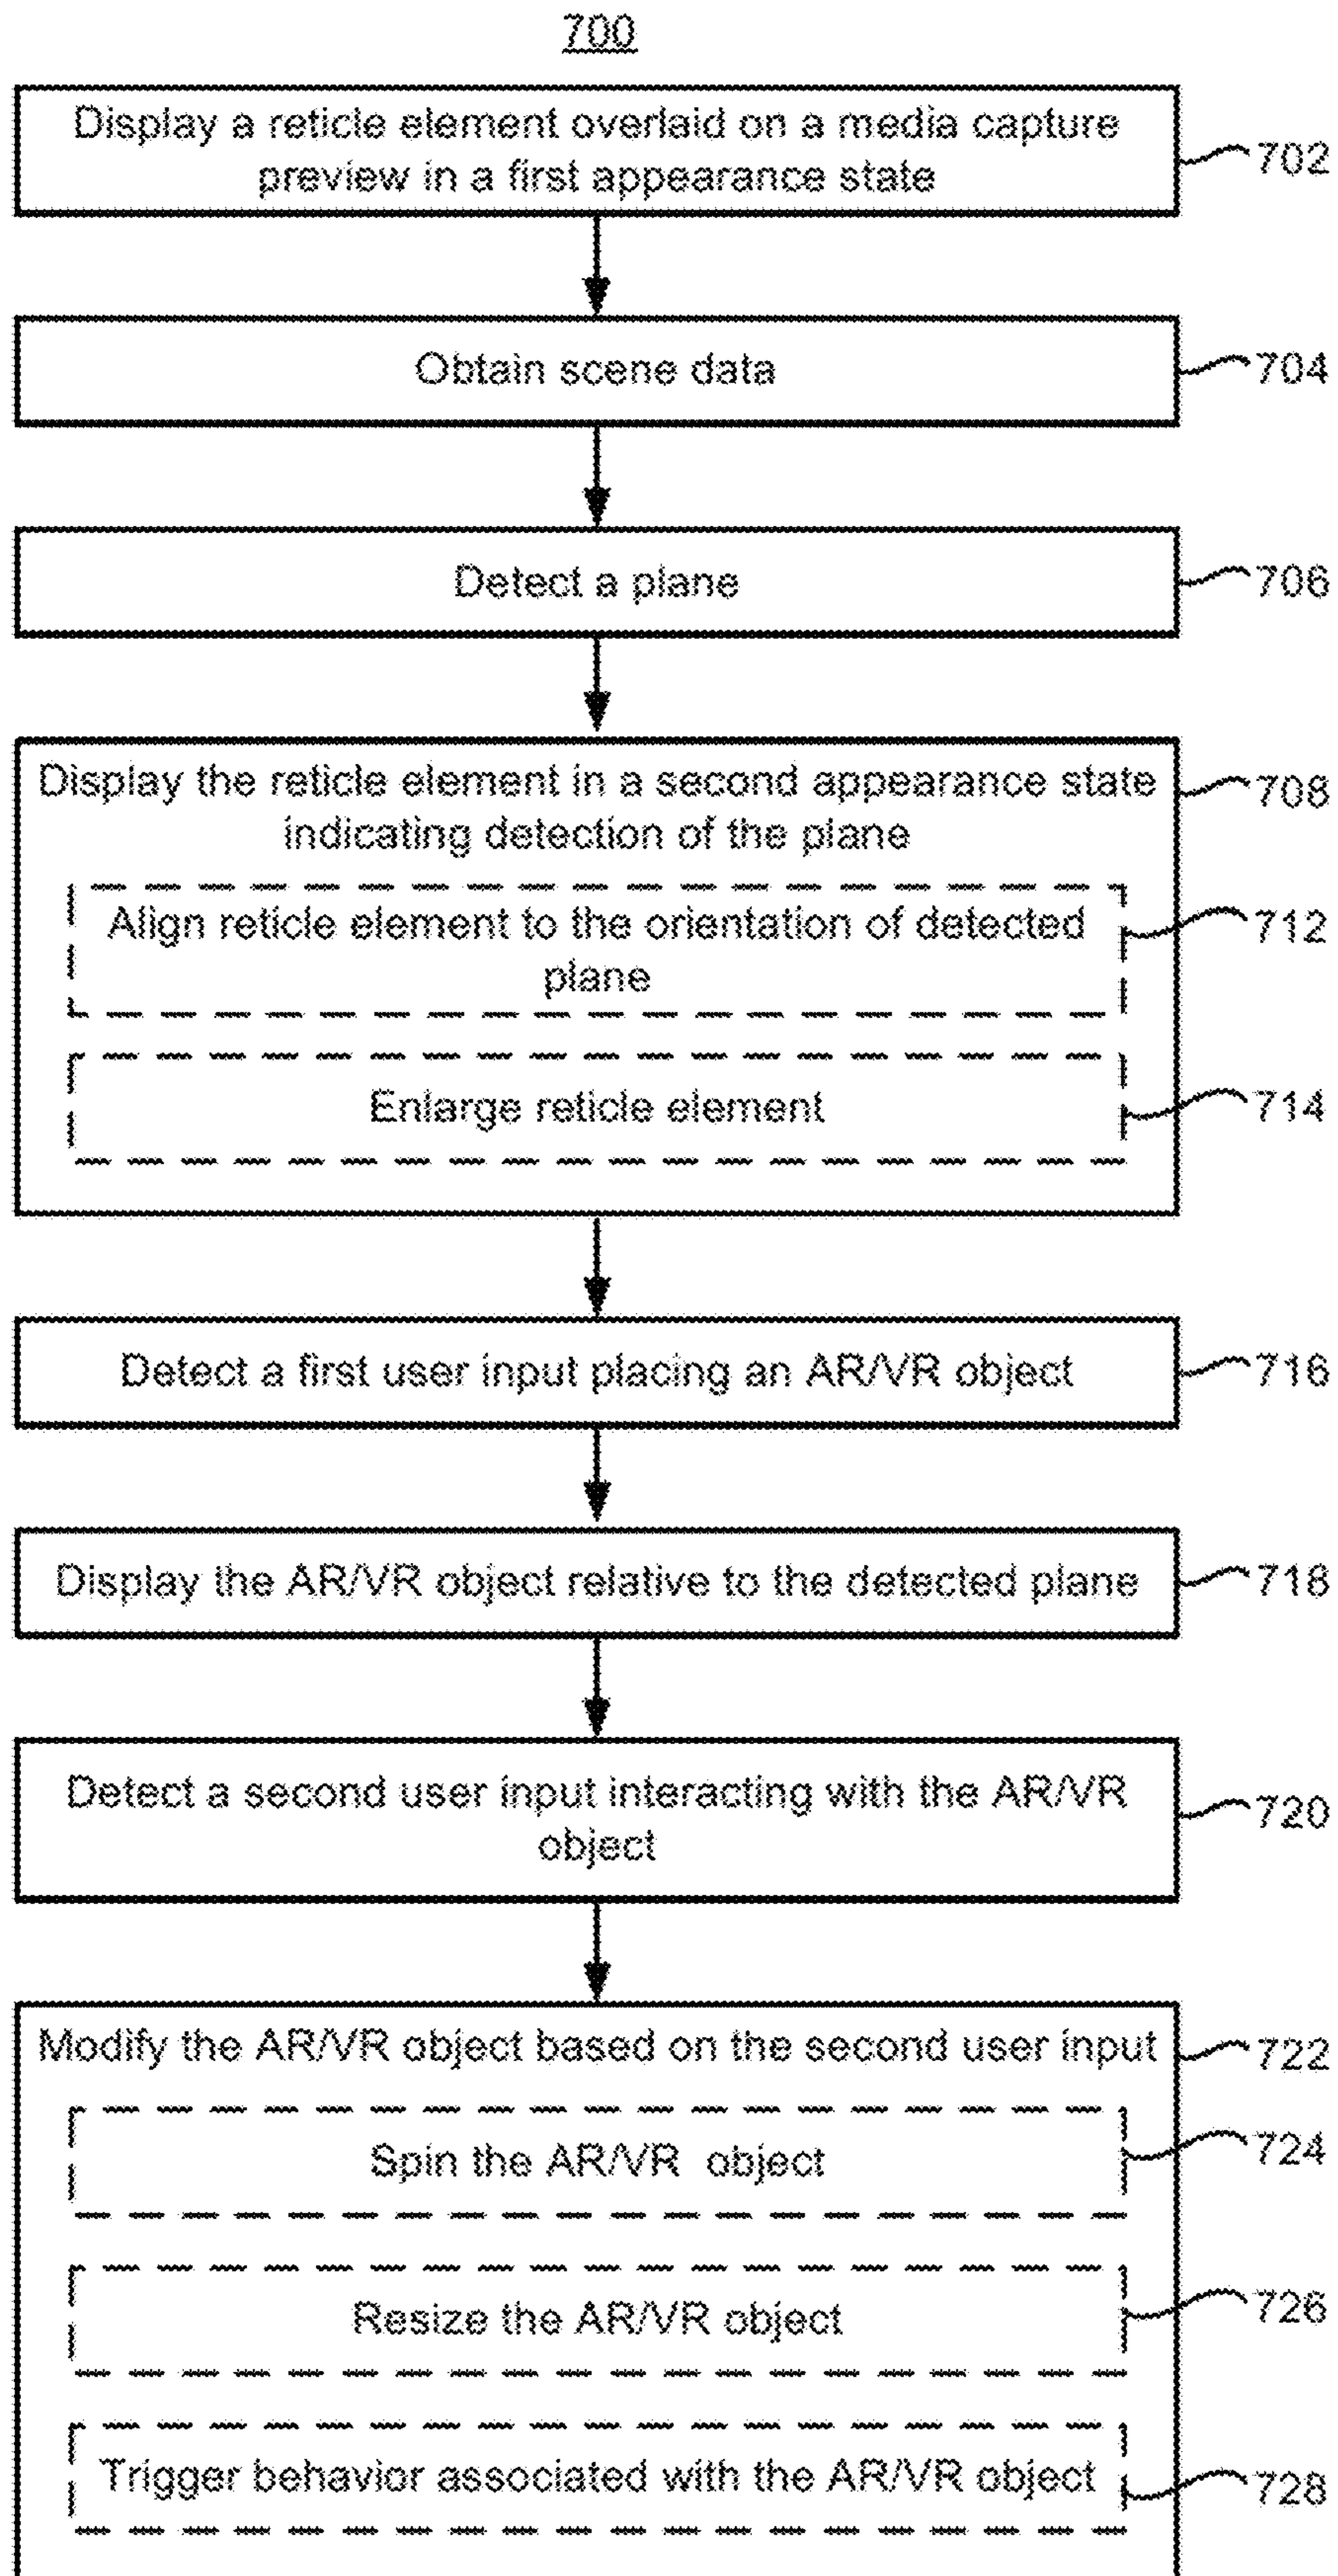 700
Display a reticle element overlaid on a media capture
preview in a first appearance state
702
Obtain scene data
704
Detect a plane
706
Display the reticle element in a second appearance state
indicating detection of the plane
708
Align reticle element to the orientation of detected
plane
712
Enlarge reticle element
714
Detect a first user input placing an AR/VR object
716
Display the AR/VR object relative to the detected plane
718
Detect a second user input interacting with the AR/VR
object
720
Modify the AR/VR object based on the second user input
722
Spin the AR/VR object
724
Resize the AR/VR object
726
Trigger behavior associated with the AR/VR object
728